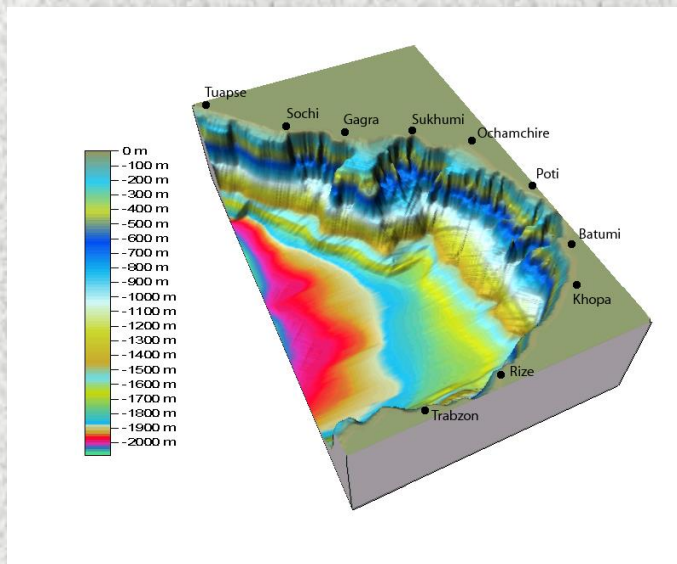 Tuapse
Sochi
Gagra
Sukhumi
Ochamchire
Poti
Batumi
Khopa
Rize
Trabzon
0 m
-100 m
-200 m
-300 m
-400 m
-500 m
-600 m
-700 m
-800 m
-900 m
-1000 m
-1100 m
-1200 m
-1300 m
-1400 m
-1500 m
-1600 m
-1700 m
-1800 m
-1900 m
-2000 m